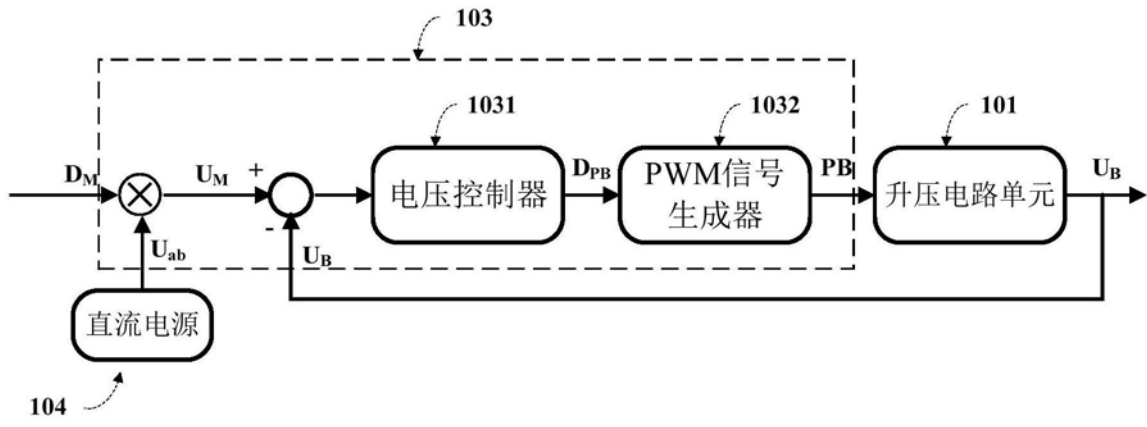 103
1031
1032
101
D_M
U_M
+
电压控制器
D_PB
PWM信号
生成器
PB
升压电路单元
U_B
-
U_ab
U_B
直流电源
104